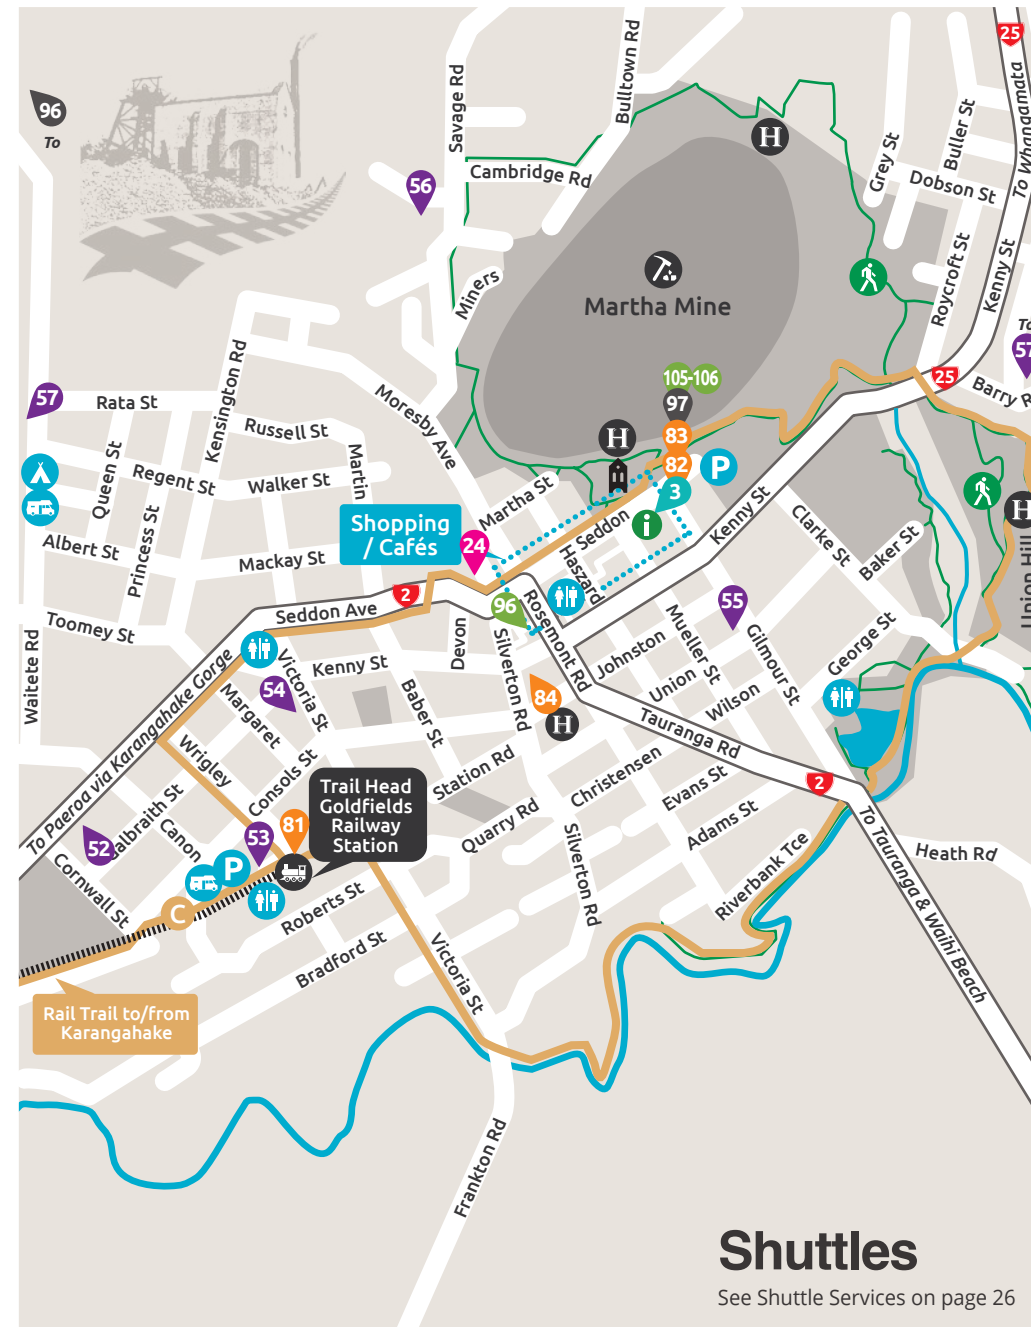 25
To Whangamata
96
To
Savage Rd
Bulltown Rd
H
Grey St
Buller St
Dobson St
Cambridge Rd
56
Martha Mine
Miners
Roycroft St
Kenny St
To
57
25
Barry R
105-106
97
83
82
H
P
3
i
57
Rata St
Kensington Rd
Moresby Ave
Russell St
Martin
Queen St
Regent St
Walker St
Princess St
Albert St
Mackay St
Shopping
/ Cafés
24
Martha St
Seddon
Haszard
Kenny St
Clarke St
Baker St
H
Union Hill
2
Seddon Ave
Toomey St
Waitete Rd
96
Rosemont Rd
Devon
Silverton Rd
Johnston
Mueller St
55
Gilmour St
George St
Union
Wilson
Kenny St
Victoria St
54
Margaret
Baber St
84
H
Tauranga Rd
2
To Paeroa via Karangahake Gorge
Wrigley
Consols St
Station Rd
Christensen
Evans St
Adams St
Quarry Rd
Silverton Rd
Trail Head
Goldfields
Railway
Station
81
53
52
albraith St
Canon
Cornwall St
P
C
Roberts St
Bradford St
Victoria St
Riverbank Tce
Heath Rd
To Tauranga & Waihi Beach
Rail Trail to/from
Karangahake
Frankton Rd
Shuttles
See Shuttle Services on page 26